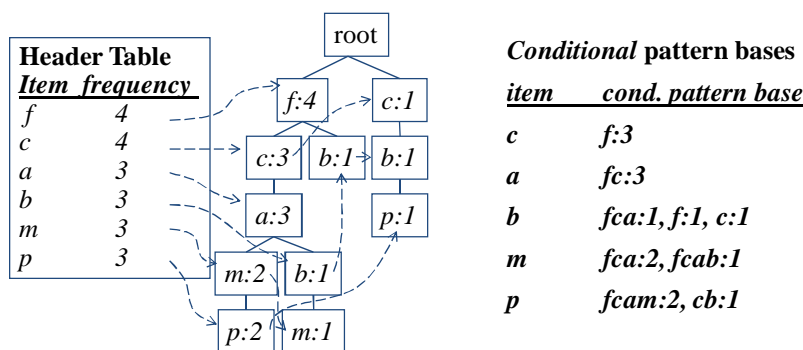 Header Table
Item frequency
f 4
c 4
a 3
b 3
m 3
p 3
root
f:4 c:1
c:3 b:1 b:1
a:3 p:1
m:2 b:1
p:2 m:1
Conditional pattern bases
item cond. pattern base
c f:3
a fc:3
b fca:1, f:1, c:1
m fca:2, fcab:1
p fcam:2, cb:1